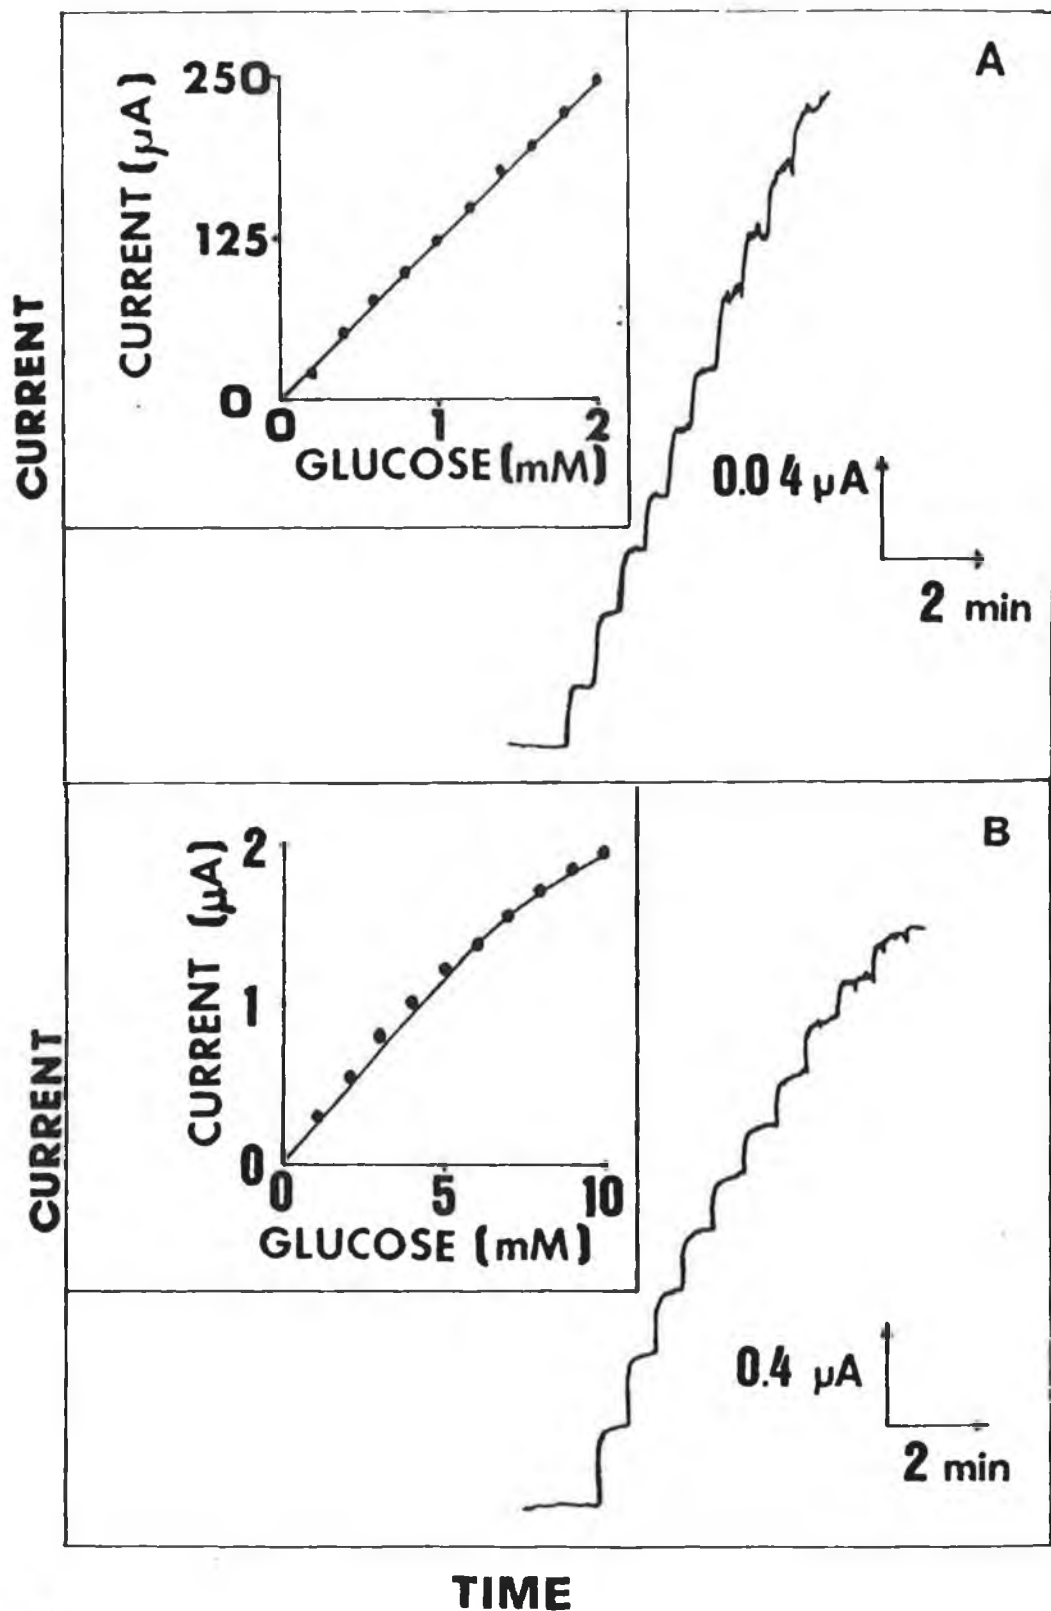 A
250
125
0
CURRENT (µA)
0 1 2
GLUCOSE (mM)
CURRENT
0.04 µA
2 min
B
2
1
0
CURRENT (µA)
0 5 10
GLUCOSE (mM)
CURRENT
0.4 µA
2 min
TIME